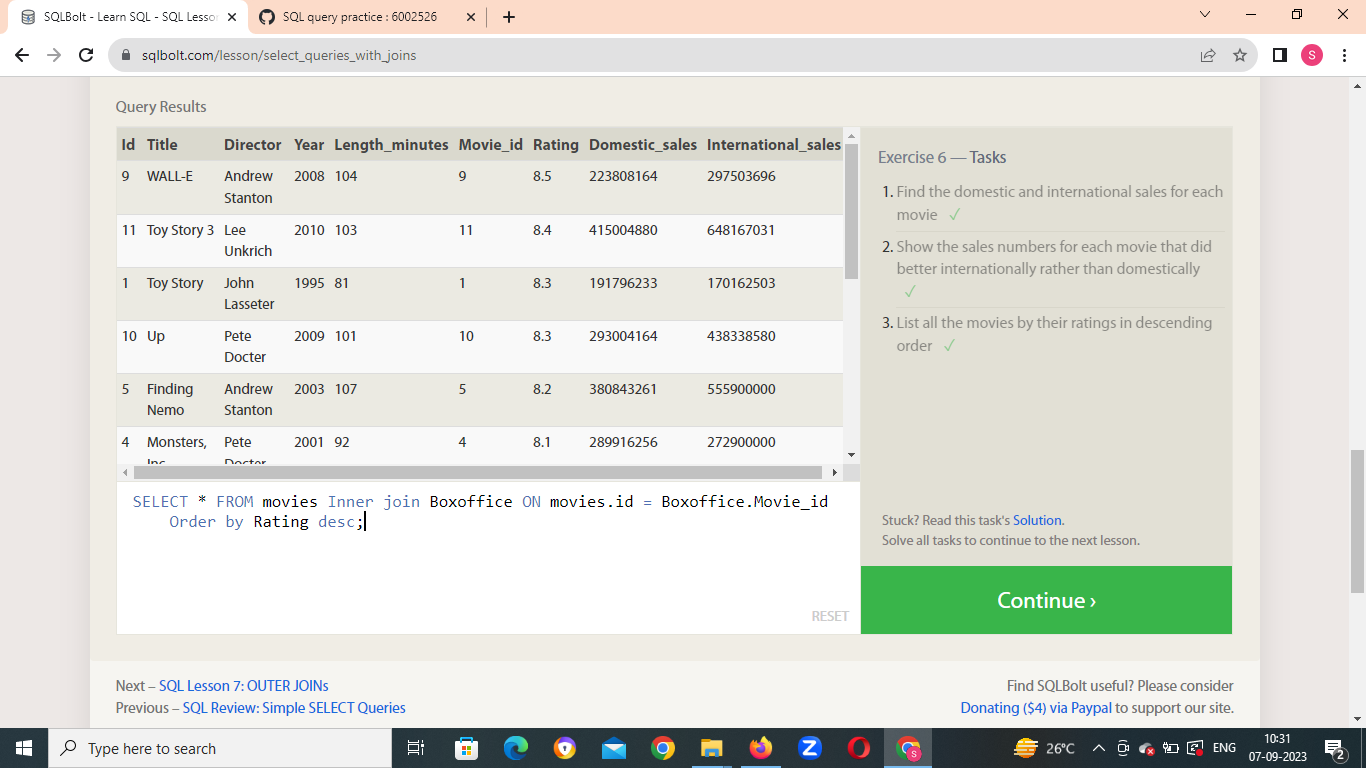 SQLBolt - Learn SQL - SQL Lesso
SQL query practice : 6002526
sqlbolt.com/lesson/select_queries_with_joins
S
Query Results
Id Title Director Year Length_minutes Movie_id Rating Domestic_sales International_sales
9 WALL-E Andrew Stanton 2008 104 9 8.5 223808164 297503696
11 Toy Story 3 Lee Unkrich 2010 103 11 8.4 415004880 648167031
1 Toy Story John Lasseter 1995 81 1 8.3 191796233 170162503
10 Up Pete Docter 2009 101 10 8.3 293004164 438338580
5 Finding Nemo Andrew Stanton 2003 107 5 8.2 380843261 555900000
4 Monsters, Inc. Pete Docter 2001 92 4 8.1 289916256 272900000
SELECT * FROM movies Inner join Boxoffice ON movies.id = Boxoffice.Movie_id
Order by Rating desc;
RESET
Exercise 6 — Tasks
1. Find the domestic and international sales for each
movie ✓
2. Show the sales numbers for each movie that did
better internationally rather than domestically
✓
3. List all the movies by their ratings in descending
order ✓
Stuck? Read this task's Solution.
Solve all tasks to continue to the next lesson.
Continue ›
Next – SQL Lesson 7: OUTER JOINs
Previous – SQL Review: Simple SELECT Queries
Find SQLBolt useful? Please consider
Donating ($4) via Paypal to support our site.
Type here to search
Z
S
26°C
ENG
10:31
07-09-2023
2